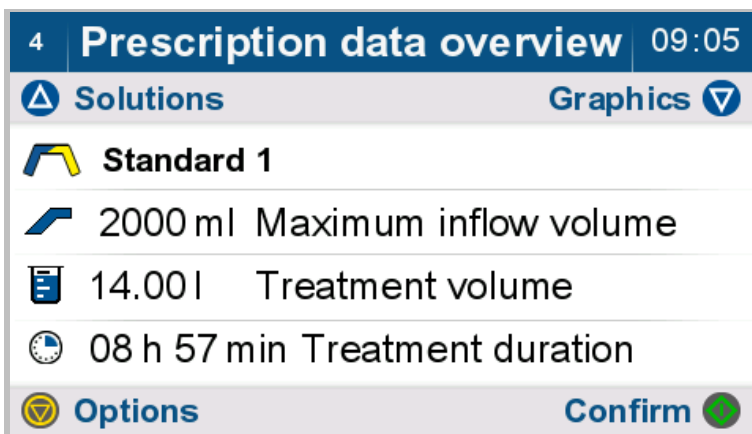 4 Prescription data overview 09:05
Solutions Graphics
Standard 1
2000 ml Maximum inflow volume
14.00 l Treatment volume
08 h 57 min Treatment duration
Options Confirm